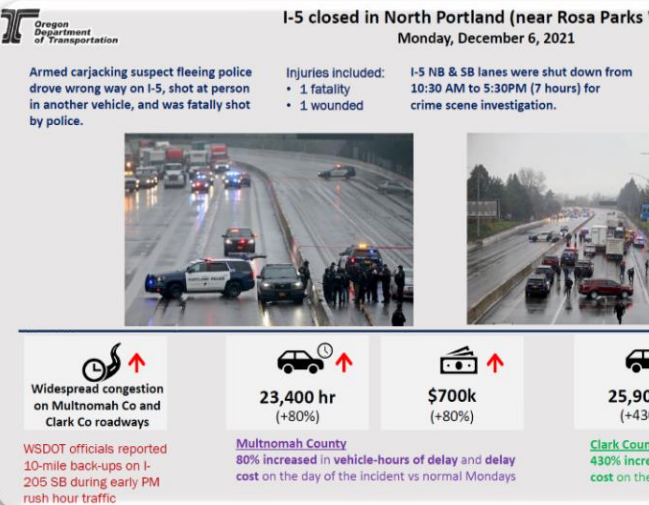 Oregon
Department
of Transportation
I-5 closed in North Portland (near Rosa Parks
Monday, December 6, 2021
Armed carjacking suspect fleeing police
drove wrong way on I-5, shot at person
in another vehicle, and was fatally shot
by police.
Injuries included:
• 1 fatality
• 1 wounded
I-5 NB & SB lanes were shut down from
10:30 AM to 5:30PM (7 hours) for
crime scene investigation.
Widespread congestion
on Multnomah Co and
Clark Co roadways
23,400 hr
(+80%)
$700k
(+80%)
25,90
(+43
WSDOT officials reported
10-mile back-ups on I-
205 SB during early PM
rush hour traffic
Multnomah County
80% increased in vehicle-hours of delay and delay
cost on the day of the incident vs normal Mondays
Clark Coun
430% incre
cost on the